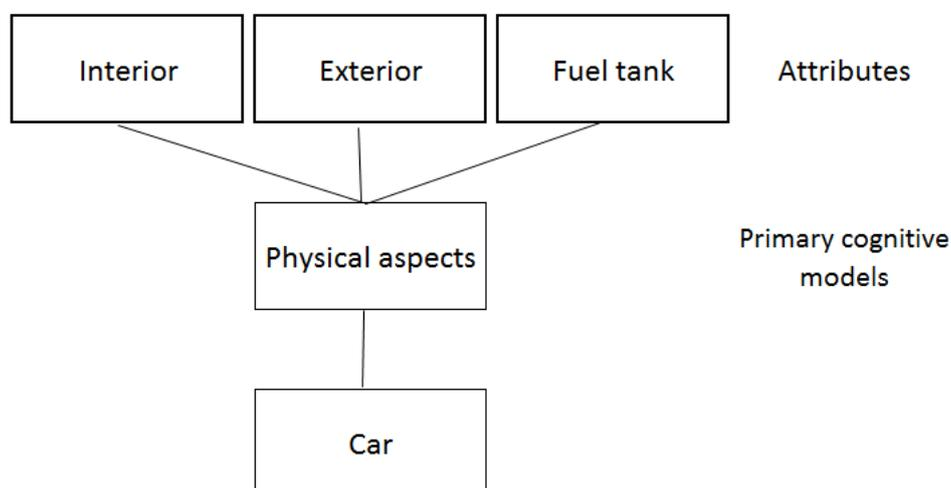 Interior
Exterior
Fuel tank
Attributes
Physical aspects
Primary cognitive
models
Car